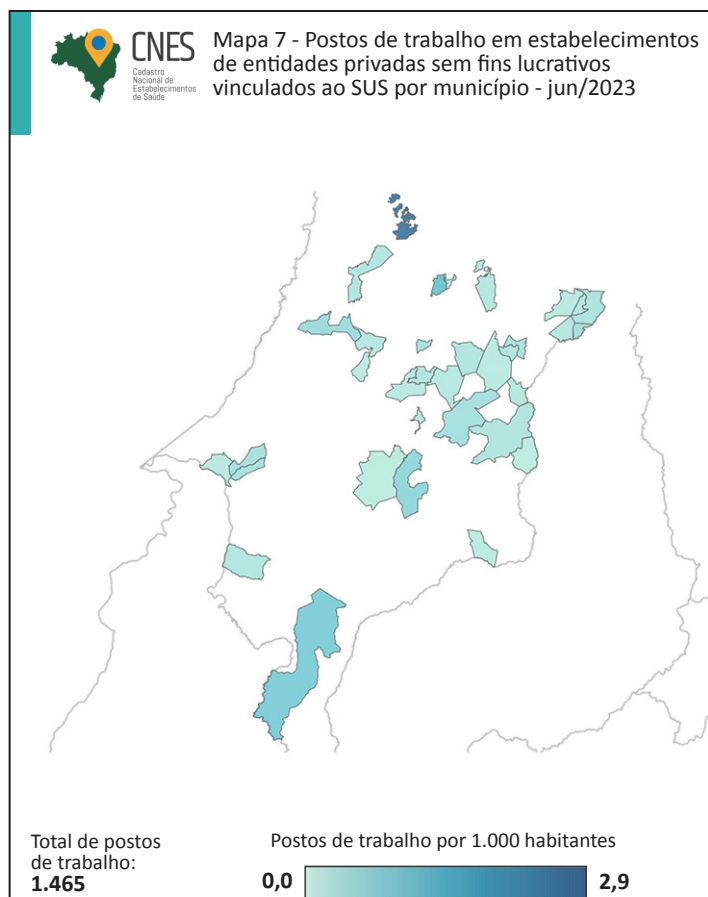 CNES
Cadastro
Nacional de
Estabelecimentos
de Saúde
Mapa 7 - Postos de trabalho em estabelecimentos
de entidades privadas sem fins lucrativos
vinculados ao SUS por município - jun/2023
Total de postos
de trabalho:
1.465
Postos de trabalho por 1.000 habitantes
0,0
2,9